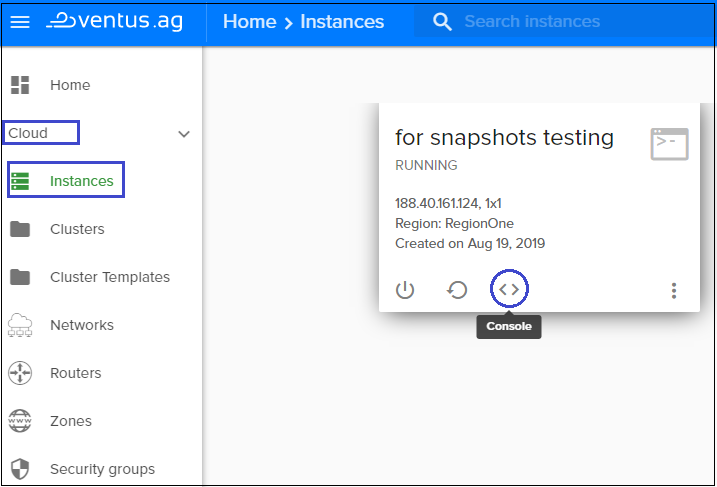 ventus.ag
Home > Instances
Search instances
Home
Cloud
Instances
Clusters
Cluster Templates
Networks
Routers
www
Zones
Security groups
for snapshots testing
RUNNING
188.40.161.124, 1x1
Region: RegionOne
Created on Aug 19, 2019
Console